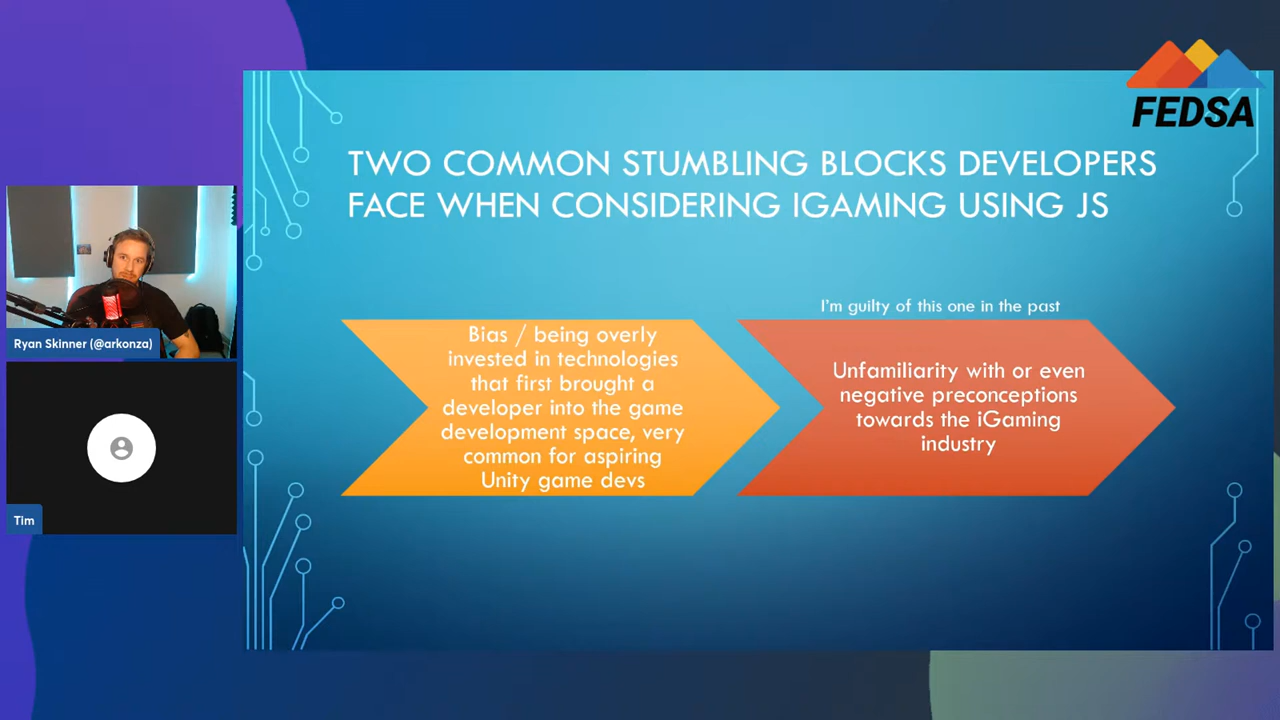 FEDSA
TWO COMMON STUMBLING BLOCKS DEVELOPERS
FACE WHEN CONSIDERING IGAMING USING JS
I'm guilty of this one in the past
Bias / being overly
invested in technologies
that first brought a
developer into the game
development space, very
common for aspiring
Unity game devs
Unfamiliarity with or even
negative preconceptions
towards the iGaming
industry
Ryan Skinner (@arkonza)
Tim